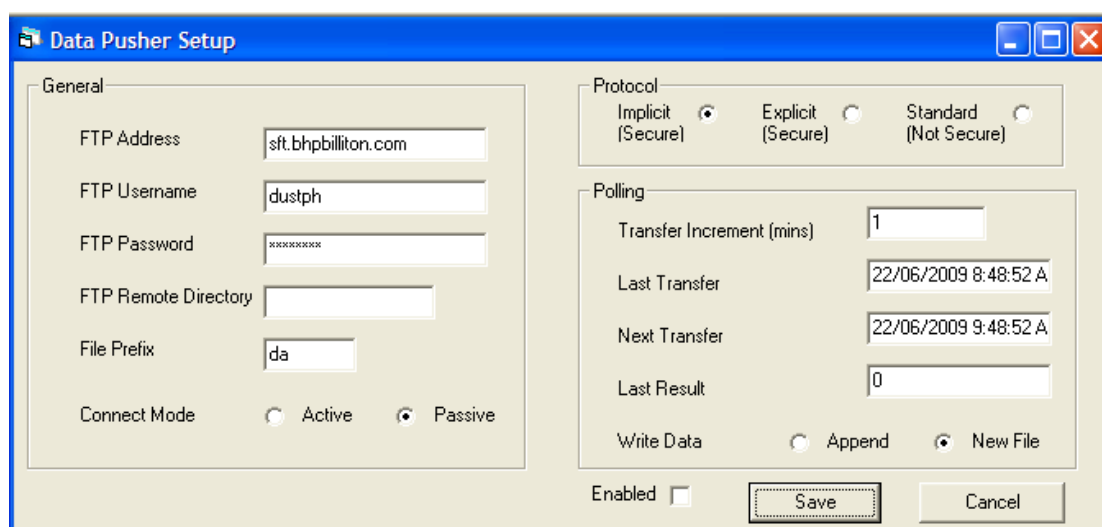 Data Pusher Setup
General
FTP Address
sft.bhpbilliton.com
FTP Username
dustph
FTP Password
××××××××
FTP Remote Directory
File Prefix
da
Connect Mode
Active
Passive
Protocol
Implicit
(Secure)
Explicit
(Secure)
Standard
(Not Secure)
Polling
Transfer Increment (mins)
1
Last Transfer
22/06/2009 8:48:52 A
Next Transfer
22/06/2009 9:48:52 A
Last Result
0
Write Data
Append
New File
Enabled
Save
Cancel